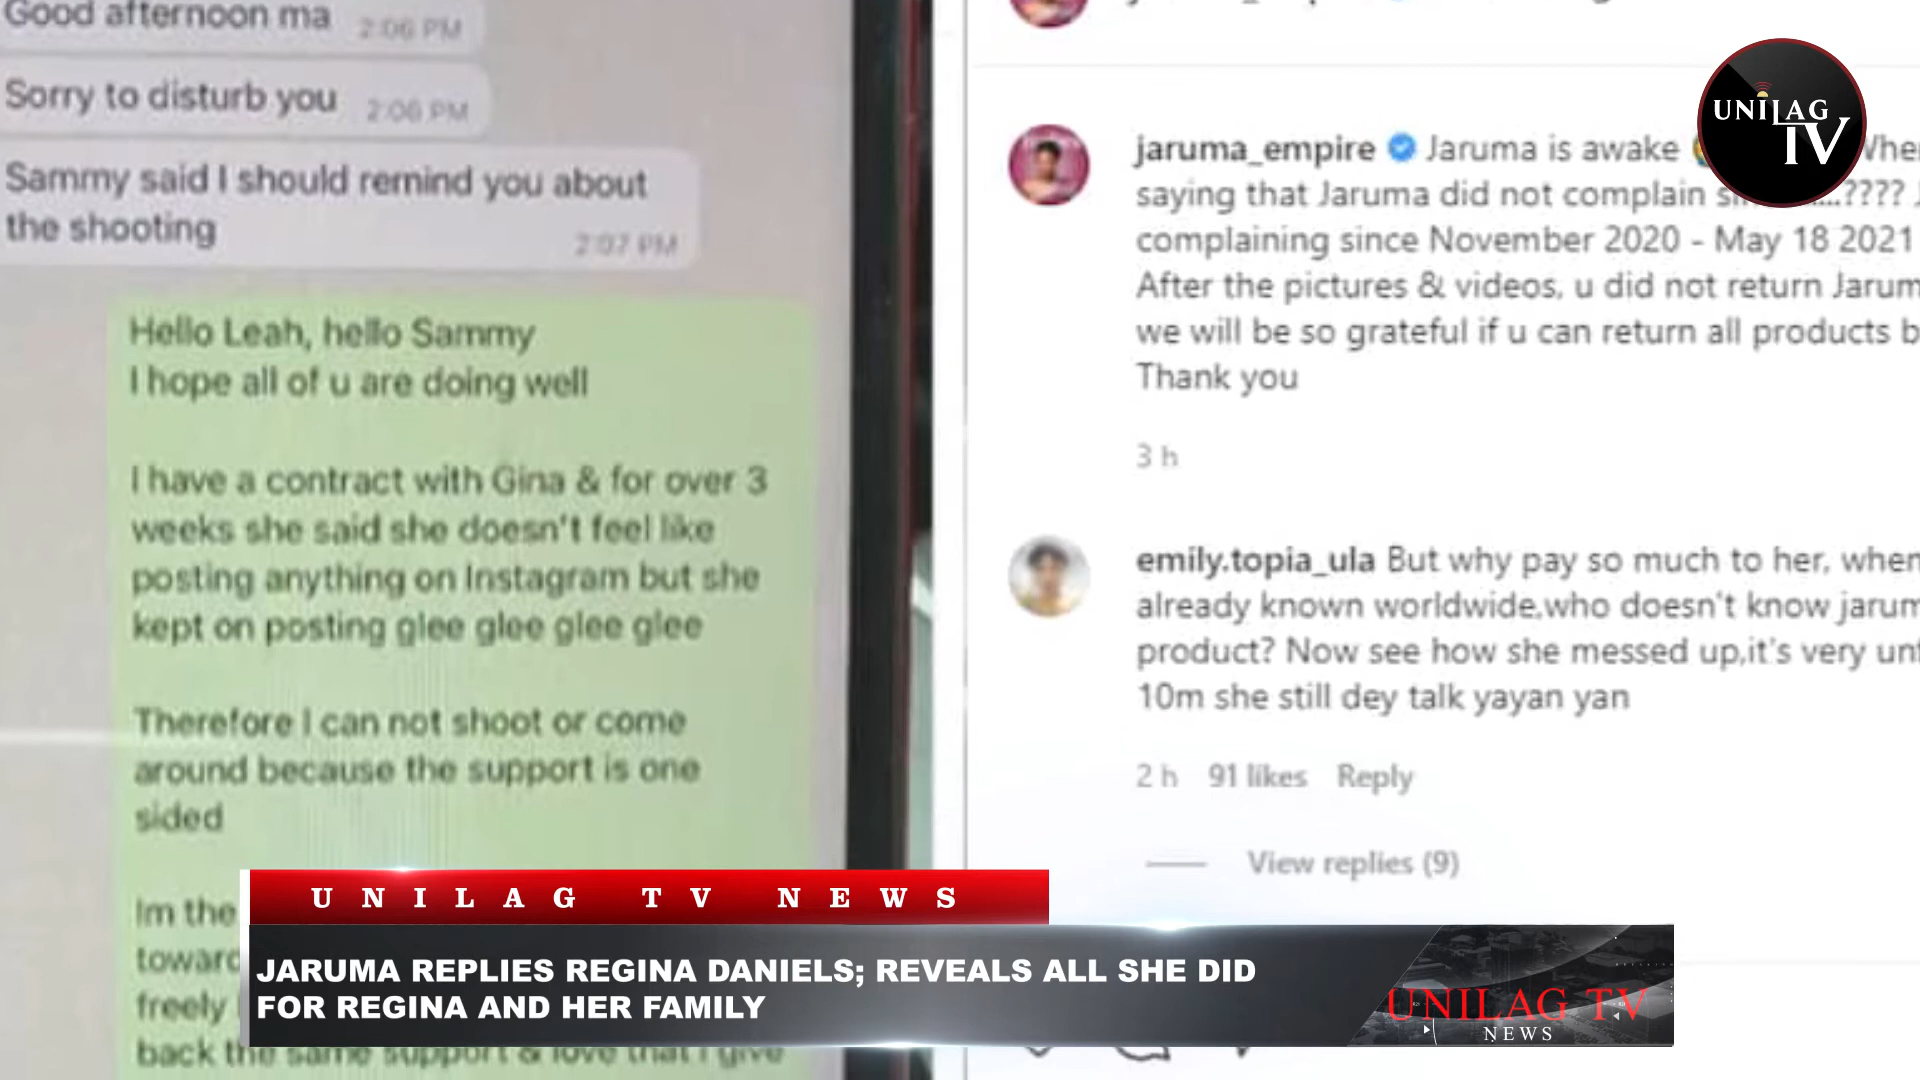 Good afternoon ma 2:06 PM
Sorry to disturb you 2:06 PM
Sammy said I should remind you about
the shooting 2:07 PM
Hello Leah, hello Sammy
I hope all of u are doing well
I have a contract with Gina & for over 3
weeks she said she doesn't feel like
posting anything on Instagram but she
kept on posting glee glee glee glee
Therefore I can not shoot or come
around because the support is one
sided
Im the
freely
back the same support & love that I give
UNILAG
TV
jaruma_empire Jaruma is awake
saying that Jaruma did not complain ....????
complaining since November 2020 - May 18 2021
After the pictures & videos, u did not return
we will be so grateful if u can return all products
Thank you
3 h
emily.topia_ula But why pay so much to her, when
already known worldwide,who doesn't know
product? Now see how she messed up,it's very
10m she still dey talk yayan yan
2 h 91 likes Reply
View replies (9)
UNILAG TV NEWS
JARUMA REPLIES REGINA DANIELS; REVEALS ALL SHE DID
FOR REGINA AND HER FAMILY
UNILAG TV
NEWS